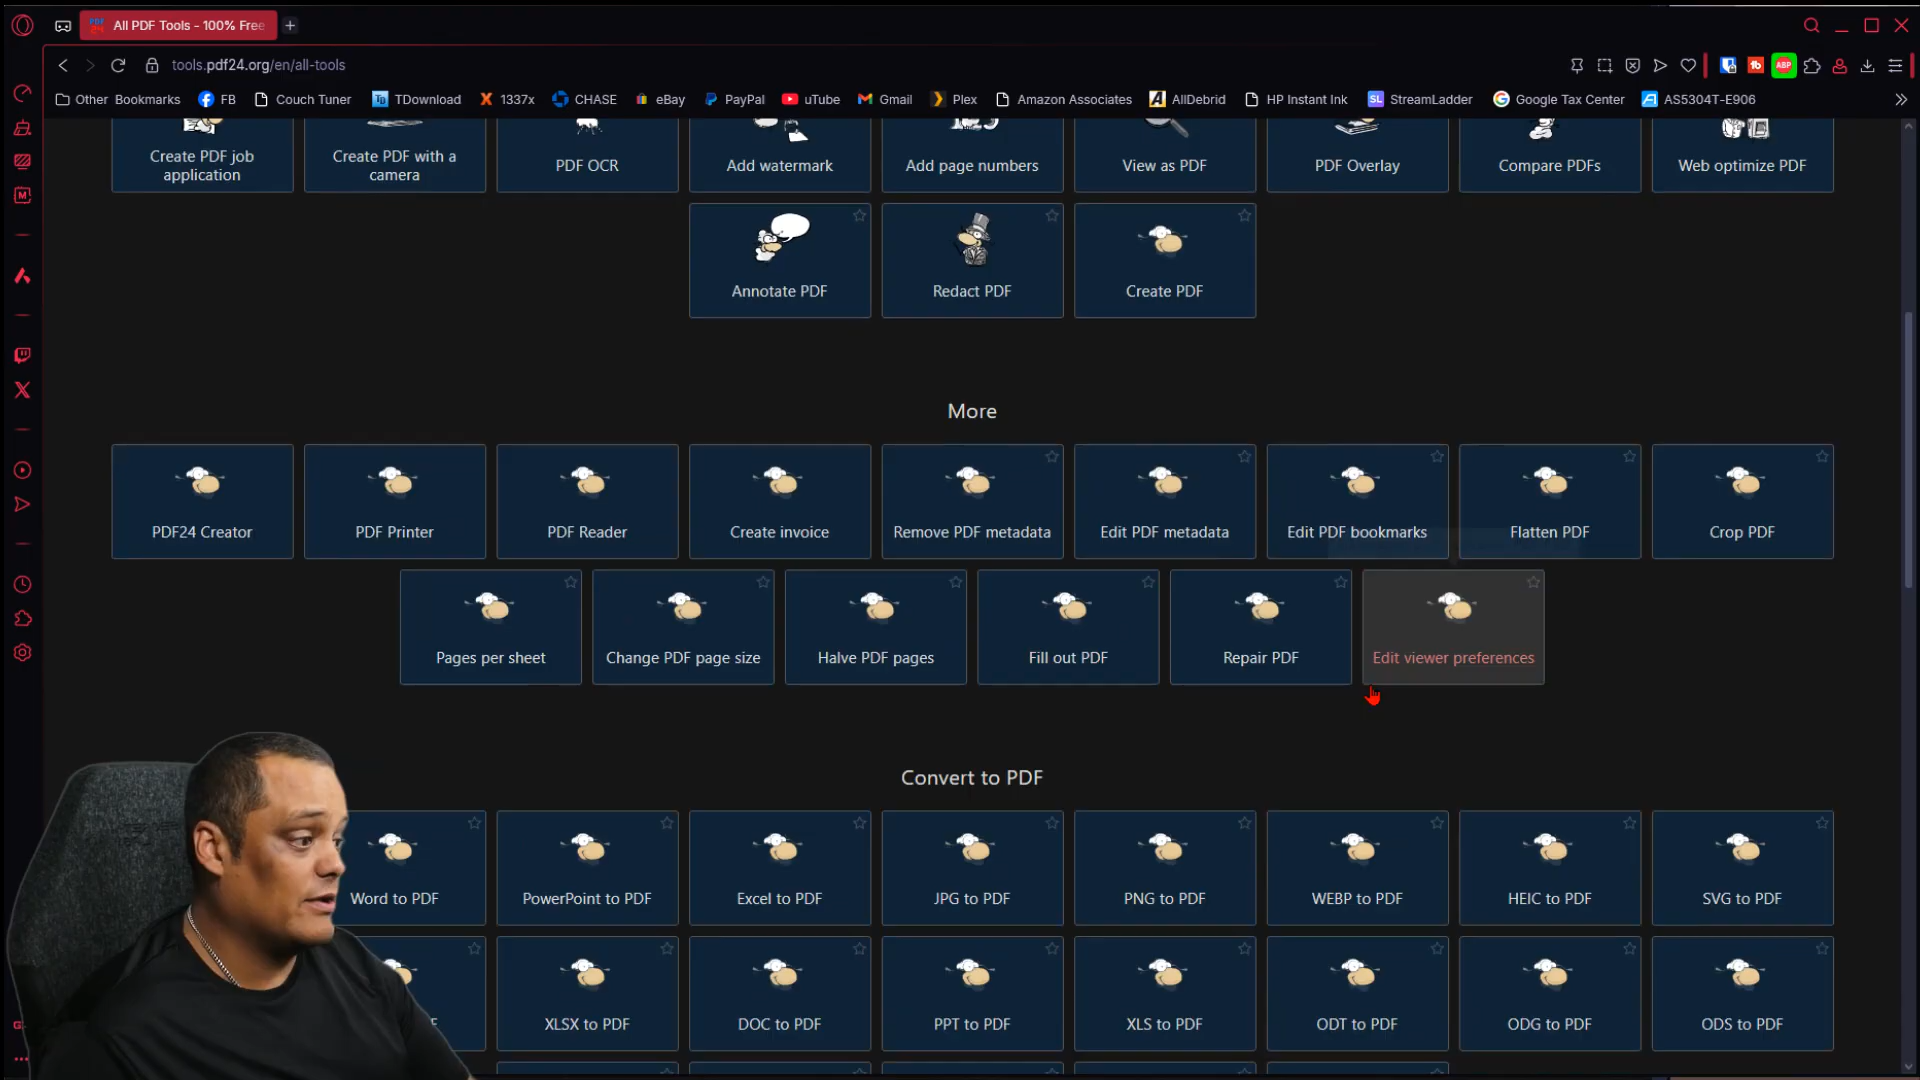 All PDF Tools - 100% Free
tools.pdf24.org/en/all-tools
ABP
Other Bookmarks FB Couch Tuner TDownload 1337x CHASE eBay PayPal uTube Gmail Plex Amazon Associates AllDebrid HP Instant Ink SL StreamLadder Google Tax Center AS5304T-E906
Create PDF job
application
Create PDF with a
camera
PDF OCR
Add watermark
Add page numbers
View as PDF
PDF Overlay
Compare PDFs
Web optimize PDF
Annotate PDF
Redact PDF
Create PDF
More
PDF24 Creator
PDF Printer
PDF Reader
Create invoice
Remove PDF metadata
Edit PDF metadata
Edit PDF bookmarks
Flatten PDF
Crop PDF
Pages per sheet
Change PDF page size
Halve PDF pages
Fill out PDF
Repair PDF
Edit viewer preferences
Convert to PDF
Word to PDF
PowerPoint to PDF
Excel to PDF
JPG to PDF
PNG to PDF
WEBP to PDF
HEIC to PDF
SVG to PDF
XLSX to PDF
DOC to PDF
PPT to PDF
XLS to PDF
ODT to PDF
ODG to PDF
ODS to PDF